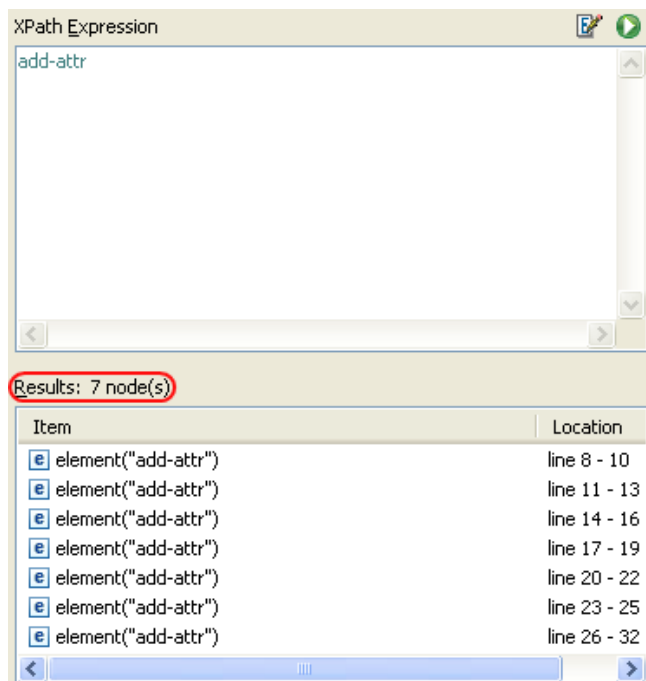 XPath Expression
add-attr
Results: 7 node(s)
Item Location
element("add-attr") line 8 - 10
element("add-attr") line 11 - 13
element("add-attr") line 14 - 16
element("add-attr") line 17 - 19
element("add-attr") line 20 - 22
element("add-attr") line 23 - 25
element("add-attr") line 26 - 32